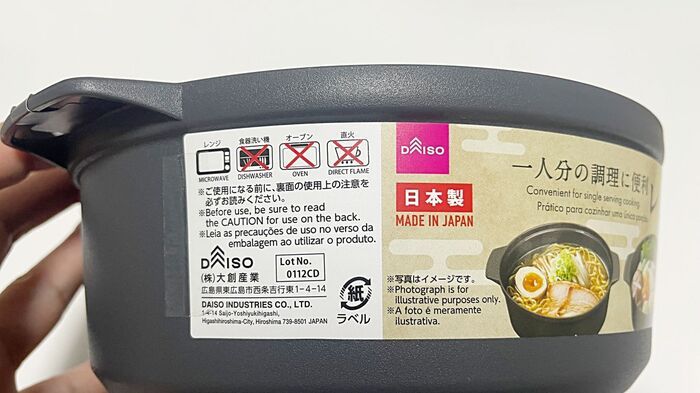 レンジ
MICROWAVE
食器洗い機
DISHWASHER
オーブン
OVEN
直火
DIRECT FLAME
※ご使用になる前に、裏面の使用上の注意を
必ずお読みください。
※Before use, be sure to read
the CAUTION for use on the back.
※Leia as precauções de uso no verso da
embalagem ao utilizar o produto.
DAISO
Lot No.
0112CD
(株)大創産業
広島県東広島市西条吉行東1-4-14
DAISO INDUSTRIES CO., LTD.
1-4-14 Saijo-Yoshiyukihigashi,
Higashihiroshima-City, Hiroshima 739-8501 JAPAN
紙
ラベル
DAISO
日本製
MADE IN JAPAN
一人分の調理に便利
Convenient for single serving cooking.
Prático para cozinhar uma única
※写真はイメージです。
※Photograph is for
illustrative purposes only.
※A foto é meramente
ilustrativa.